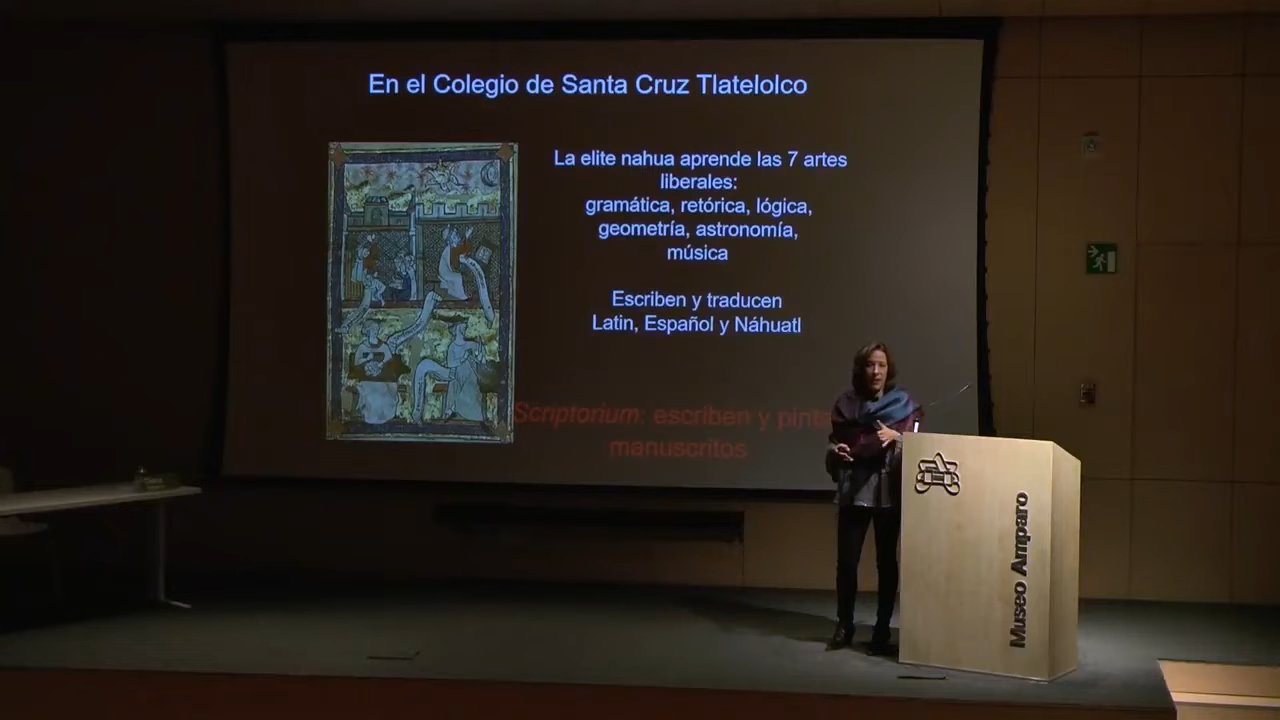 En el Colegio de Santa Cruz Tlatelolco
La elite nahua aprende las 7 artes
liberales:
gramática, retórica, lógica,
geometría, astronomía,
música
Escriben y traducen
Latin, Español y Náhuatl
Scriptorium: escriben y pinta
manuscritos
Museo Amparo